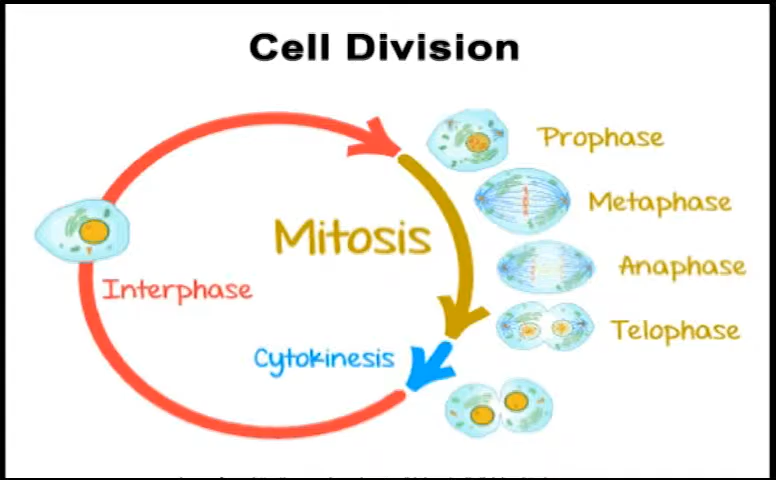 Cell Division
Prophase
Metaphase
Mitosis
Anaphase
Interphase
Telophase
Cytokinesis